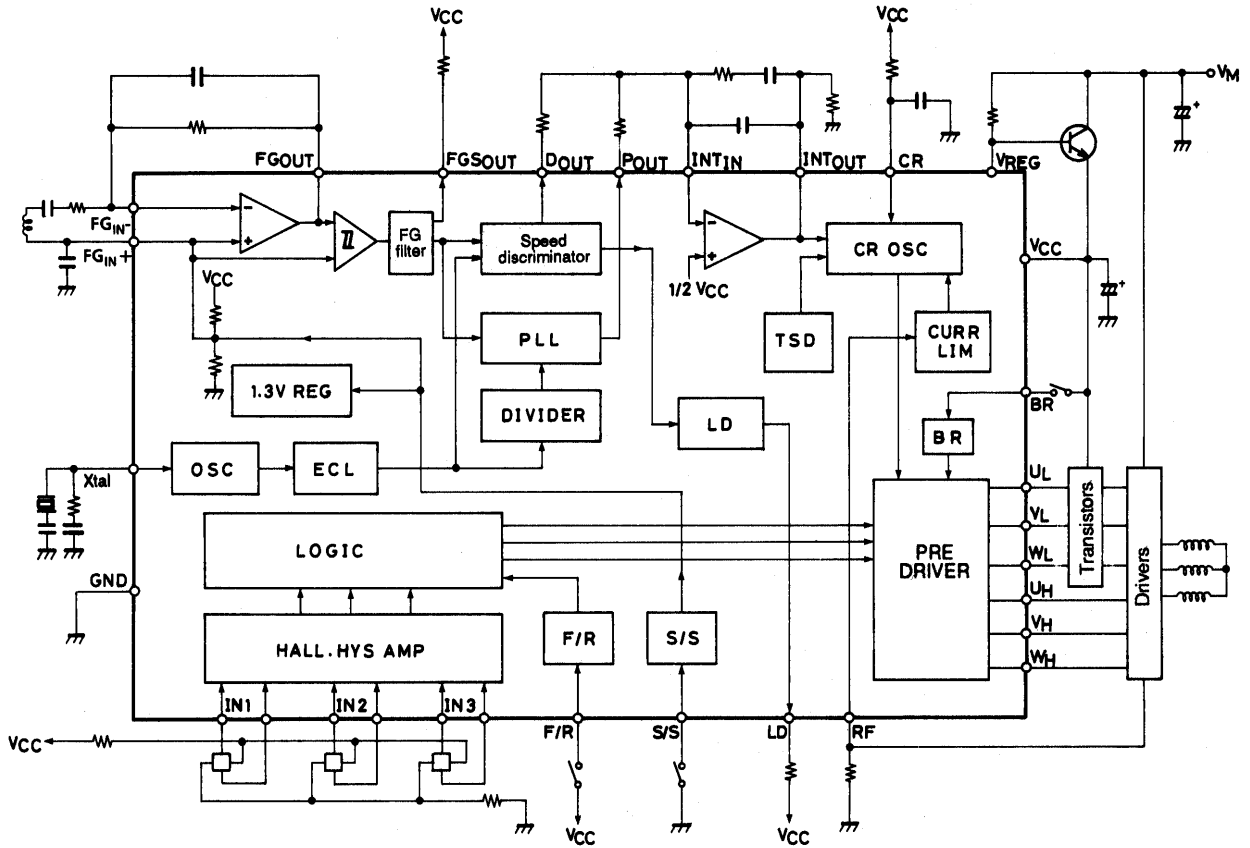 VCC
VCC
VM
FGOUT
FGSOUT
DOUT
POUT
INTIN
INTOUT
CR
VREG
FGIN-
FGIN+
-
+
FG
filter
Speed
discriminator
-
+
1/2 VCC
CR OSC
VCC
+
+
VCC
PLL
TSD
CURR
LIM
1.3V REG
DIVIDER
LD
BR
BR
Xtal
OSC
ECL
UL
VL
WL
UH
VH
WH
Transistors
Drivers
LOGIC
PRE
DRIVER
GND
HALL.HYS AMP
F/R
S/S
IN1
IN2
IN3
F/R
S/S
LD
RF
VCC
VCC
VCC